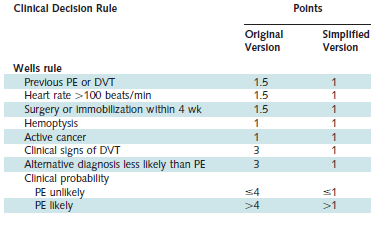 Clinical Decision Rule Points
Original Version Simplified Version
Wells rule
Previous PE or DVT 1.5 1
Heart rate >100 beats/min 1.5 1
Surgery or immobilization within 4 wk 1.5 1
Hemoptysis 1 1
Active cancer 1 1
Clinical signs of DVT 3 1
Alternative diagnosis less likely than PE 3 1
Clinical probability
PE unlikely ≤4 ≤1
PE likely >4 >1